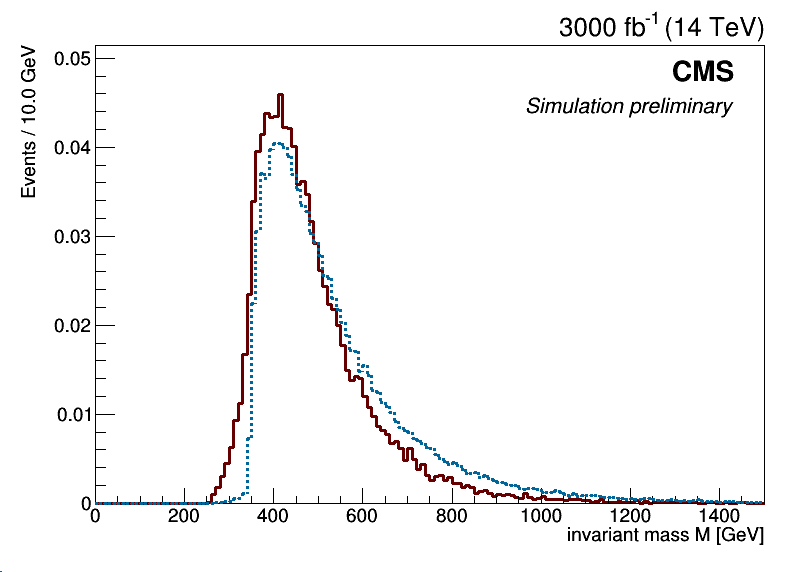 3000 fb-1 (14 TeV)
CMS
Simulation preliminary
Events / 10.0 GeV
0.05
0.04
0.03
0.02
0.01
0
0 200 400 600 800 1000 1200 1400
invariant mass M [GeV]